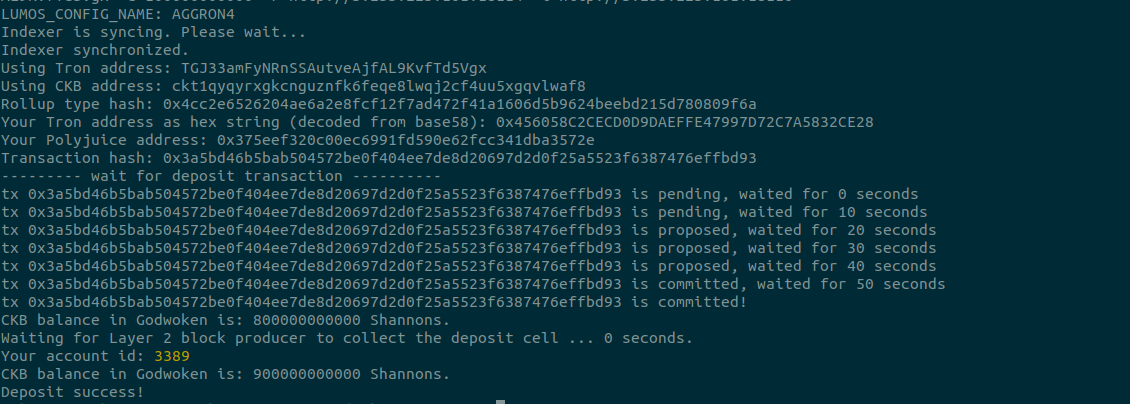 LUMOS_CONFIG_NAME: AGGRON4
Indexer is syncing. Please wait...
Indexer synchronized.
Using Tron address: TGJ33amFyNRnSSAutveAjfAL9KvfTd5Vgx
Using CKB address: ckt1qyqyrxgkcnguznfk6feqe8lwqj2cf4uu5xgqvlwaf8
Rollup type hash: 0x4cc2e6526204ae6a2e8fcf12f7ad472f41a1606d5b9624beebd215d780809f6a
Your Tron address as hex string (decoded from base58): 0x456058C2CECD0D9DAEFFE47997D72C7A5832CE28
Your Polyjuice address: 0x375eef320c00ec6991fd590e62fcc341dba3572e
Transaction hash: 0x3a5bd46b5bab504572be0f404ee7de8d20697d2d0f25a5523f6387476effbd93
--------- wait for deposit transaction ----------
tx 0x3a5bd46b5bab504572be0f404ee7de8d20697d2d0f25a5523f6387476effbd93 is pending, waited for 0 seconds
tx 0x3a5bd46b5bab504572be0f404ee7de8d20697d2d0f25a5523f6387476effbd93 is pending, waited for 10 seconds
tx 0x3a5bd46b5bab504572be0f404ee7de8d20697d2d0f25a5523f6387476effbd93 is proposed, waited for 20 seconds
tx 0x3a5bd46b5bab504572be0f404ee7de8d20697d2d0f25a5523f6387476effbd93 is proposed, waited for 30 seconds
tx 0x3a5bd46b5bab504572be0f404ee7de8d20697d2d0f25a5523f6387476effbd93 is proposed, waited for 40 seconds
tx 0x3a5bd46b5bab504572be0f404ee7de8d20697d2d0f25a5523f6387476effbd93 is committed, waited for 50 seconds
tx 0x3a5bd46b5bab504572be0f404ee7de8d20697d2d0f25a5523f6387476effbd93 is committed!
CKB balance in Godwoken is: 800000000000 Shannons.
Waiting for Layer 2 block producer to collect the deposit cell ... 0 seconds.
Your account id: 3389
CKB balance in Godwoken is: 900000000000 Shannons.
Deposit success!